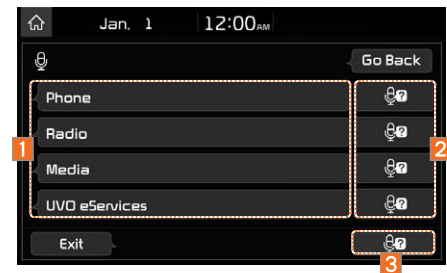 Jan. 1 12:00AM
Go Back
Phone
?
Radio
?
1
2
Media
?
UVO eServices
?
Exit
?
3